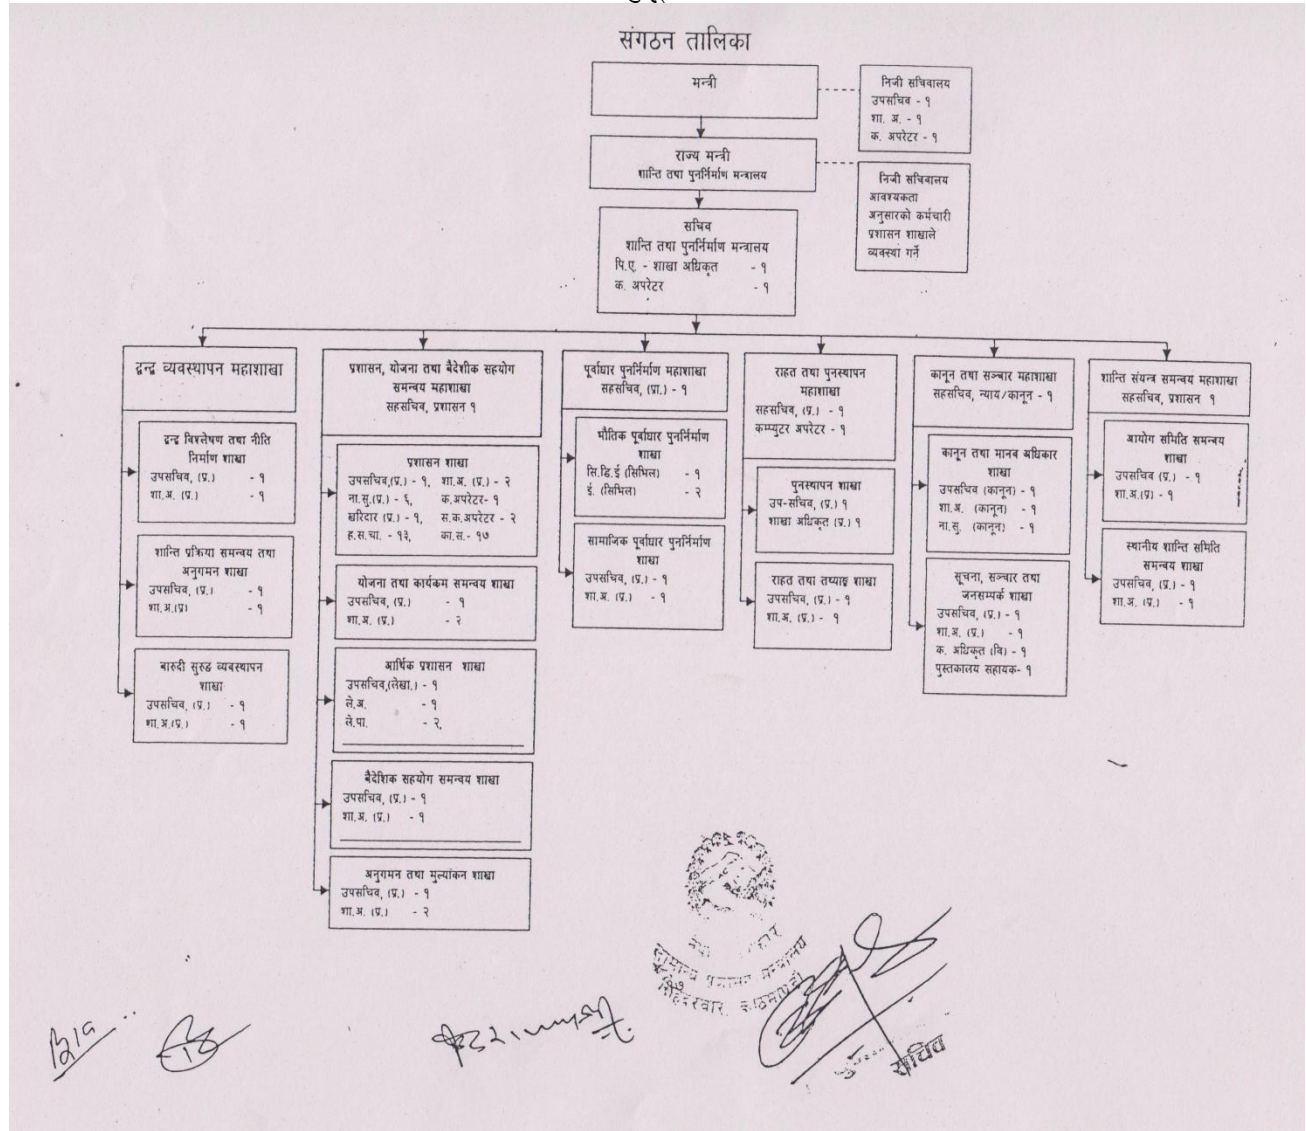 संगठन तालिका
मन्त्री
निजी सचिवालय
उपसचिव - १
शा. अ. - १
क. अपरेटर - १
राज्य मन्त्री
शान्ति तथा पुनर्निर्माण मन्त्रालय
निजी सचिवालय
आवश्यकता
अनुसारको कर्मचारी
प्रशासन शाखाले
व्यवस्था गर्ने
सचिव
शान्ति तथा पुनर्निर्माण मन्त्रालय
पि.ए. - शाखा अधिकृत - १
क. अपरेटर - १
द्वन्द्व व्यवस्थापन महाशाखा
द्वन्द्व विश्लेषण तथा नीति
निर्माण शाखा
उपसचिव, (प्र.) - १
शा.अ. (प्र.) - १
शान्ति प्रक्रिया समन्वय तथा
अनुगमन शाखा
उपसचिव, (प्र.) - १
शा.अ.(प्र) - १
बारुदी सुरुङ व्यवस्थापन
शाखा
उपसचिव, (प्र.) - १
शा.अ.(प्र.) - १
प्रशासन, योजना तथा बैदेशीक सहयोग
समन्वय महाशाखा
सहसचिव, प्रशासन १
प्रशासन शाखा
उपसचिव,(प्र.) - १, शा.अ. (प्र.) - २
ना.सु.(प्र.) - ६, क.अपरेटर- १
खरिदार (प्र.) - १, स.क.अपरेटर - २
ह.स.चा. - १३, का.स.- १७
योजना तथा कार्यकम समन्वय शाखा
उपसचिव, (प्र.) - १
शा.अ. (प्र.) - २
आर्थिक प्रशासन शाखा
उपसचिव,(लेखा.) - १
ले.अ. - १
ले.पा. - २,
बैदेशिक सहयोग समन्वय शाखा
उपसचिव, (प्र.) - १
शा.अ. (प्र.) - १
अनुगमन तथा मुल्यांकन शाखा
उपसचिव, (प्र.) - १
शा.अ. (प्र.) - २
पूर्वाधार पुनर्निर्माण महाशाखा
सहसचिव, (प्रा.) - १
भौतिक पूर्वाधार पुनर्निर्माण
शाखा
सि.डि.ई (सिभिल) - १
ई. (सिभिल) - २
सामाजिक पूर्वाधार पुनर्निर्माण
शाखा
उपसचिव, (प्र.) - १
शा.अ. (प्र.) - १
राहत तथा पुनस्थापन
महाशाखा
सहसचिव, (प्र.) - १
कम्प्युटर अपरेटर - १
पुनस्थापन शाखा
उप-सचिव, (प्र.) १
शाखा अधिकृत (प्र.) १
राहत तथा तथ्याङ्क शाखा
उपसचिव, (प्र.) - १
शा.अ. (प्र.) - १
कानून तथा सञ्चार महाशाखा
सहसचिव, न्याय/कानून - १
कानून तथा मानव अधिकार
शाखा
उपसचिव (कानून) - १
शा.अ. (कानून) - १
ना.सु. (कानून) - १
सूचना, सञ्चार तथा
जनसम्पर्क शाखा
उपसचिव, (प्र.) - १
शा.अ. (प्र.) - १
क. अधिकृत (वि) - १
पुस्तकालय सहायक- १
शान्ति संयन्त्र समन्वय महाशाखा
सहसचिव, प्रशासन १
आयोग समिति समन्वय
शाखा
उपसचिव (प्र.) - १
शा.अ.(प्र) - १
स्थानीय शान्ति समिति
समन्वय शाखा
उपसचिव, (प्र.) - १
शा.अ. (प्र.) - १
सामान्य प्रशासन मन्त्रालय
सचिव